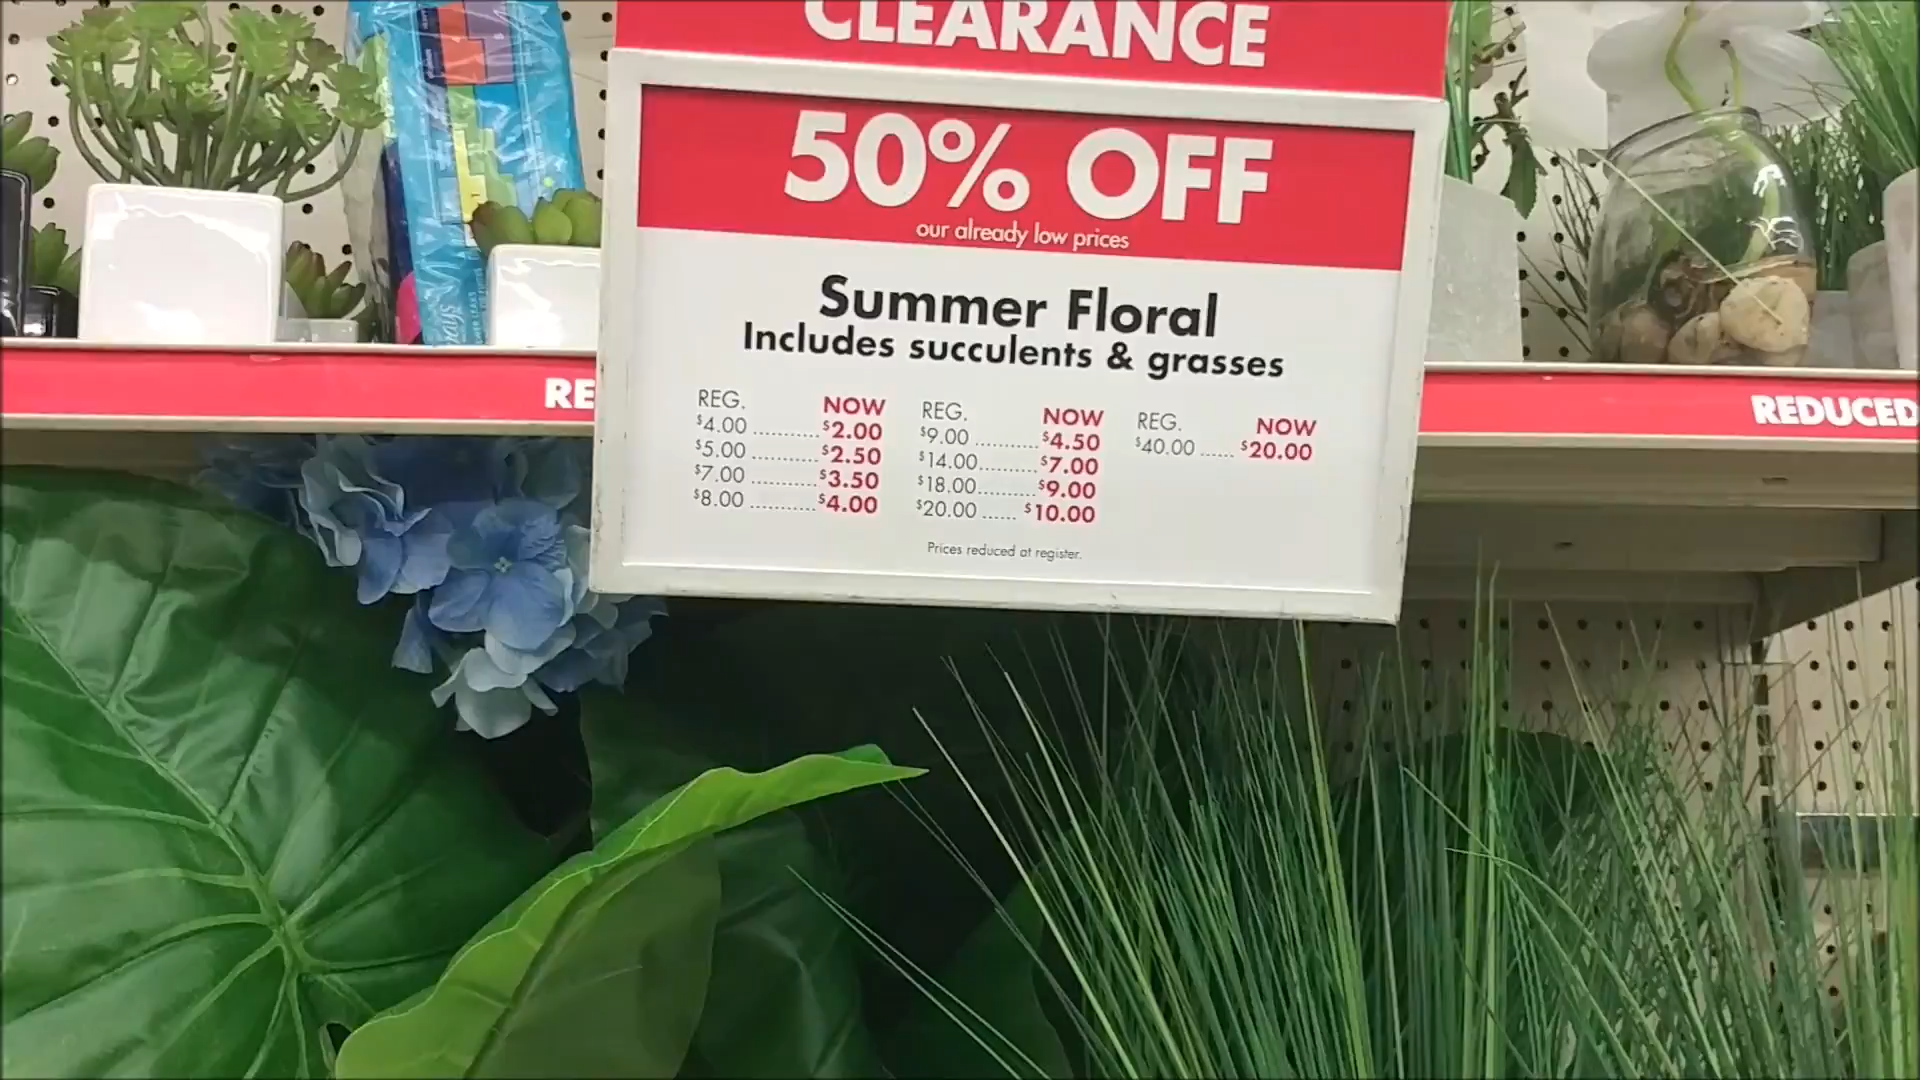 CLEARANCE
50% OFF
our already low prices
Summer Floral
Includes succulents & grasses
REG. NOW
$4.00 ........... $2.00
$5.00 ........... $2.50
$7.00 ........... $3.50
$8.00 ........... $4.00
REG. NOW
$9.00 .......... $4.50
$14.00.......... $7.00
$18.00.......... $9.00
$20.00 ...... $10.00
REG. NOW
$40.00 ...... $20.00
Prices reduced at register.
RE
REDUCED